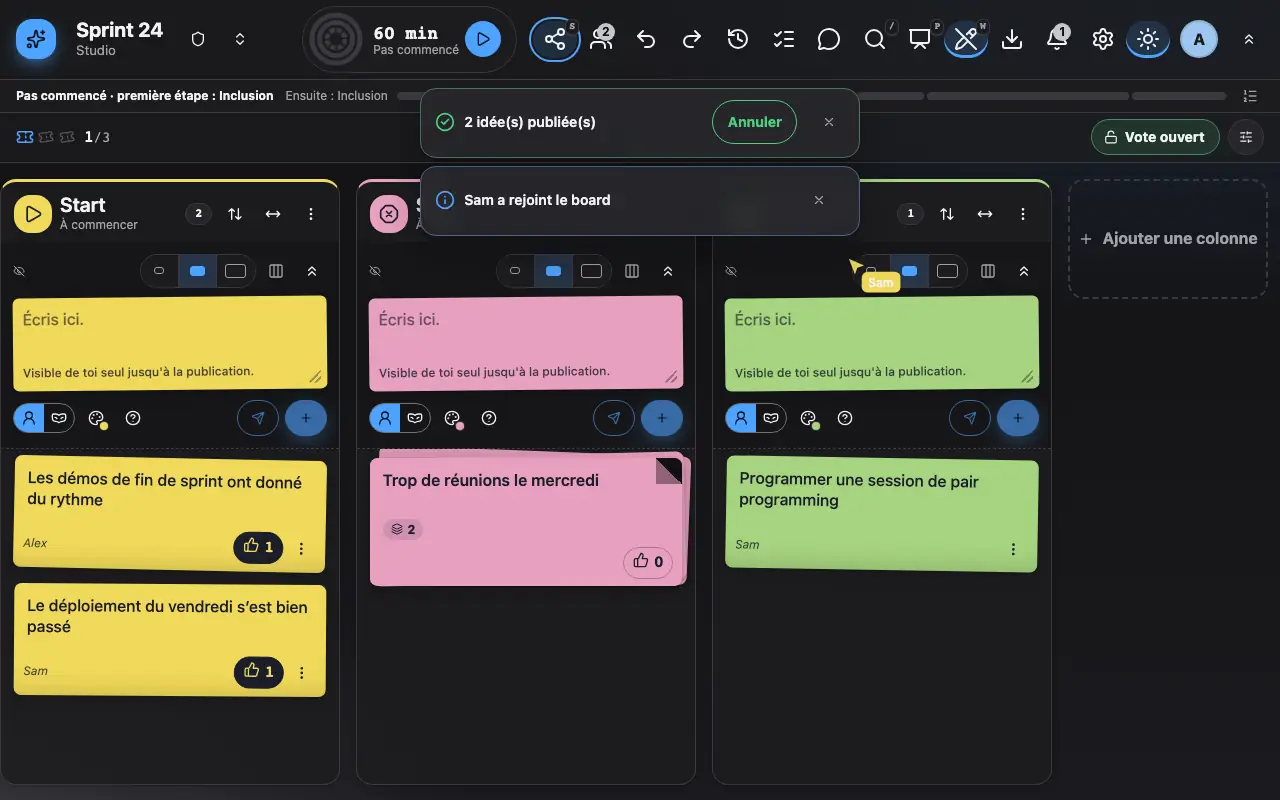 Sprint 24
Studio
60 min
Pas commencé
S
2
/
P
W
1
A
Pas commencé · première étape : Inclusion
Ensuite : Inclusion
2 idée(s) publiée(s)
Annuler
1/3
Vote ouvert
Sam a rejoint le board
Start
À commencer
2
1
Ajouter une colonne
Sam
Écris ici.
Visible de toi seul jusqu'à la publication.
Écris ici.
Visible de toi seul jusqu'à la publication.
Écris ici.
Visible de toi seul jusqu'à la publication.
Les démos de fin de sprint ont donné
du rythme
Alex
1
Le déploiement du vendredi s’est bien
passé
Sam
1
Trop de réunions le mercredi
2
0
Programmer une session de pair
programming
Sam